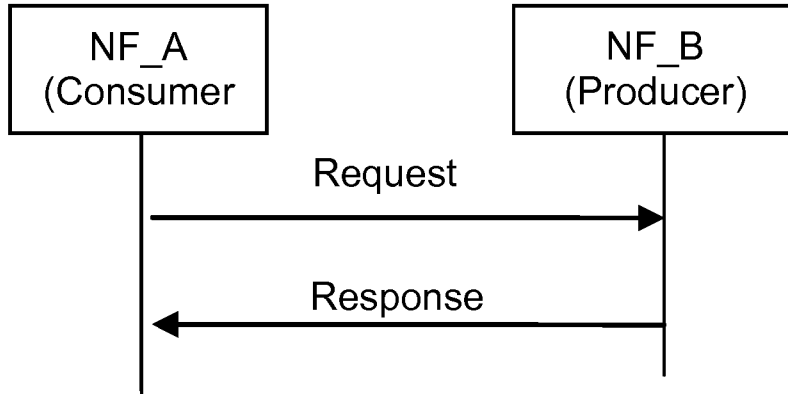 NF_A
(Consumer
NF_B
(Producer)
Request
Response